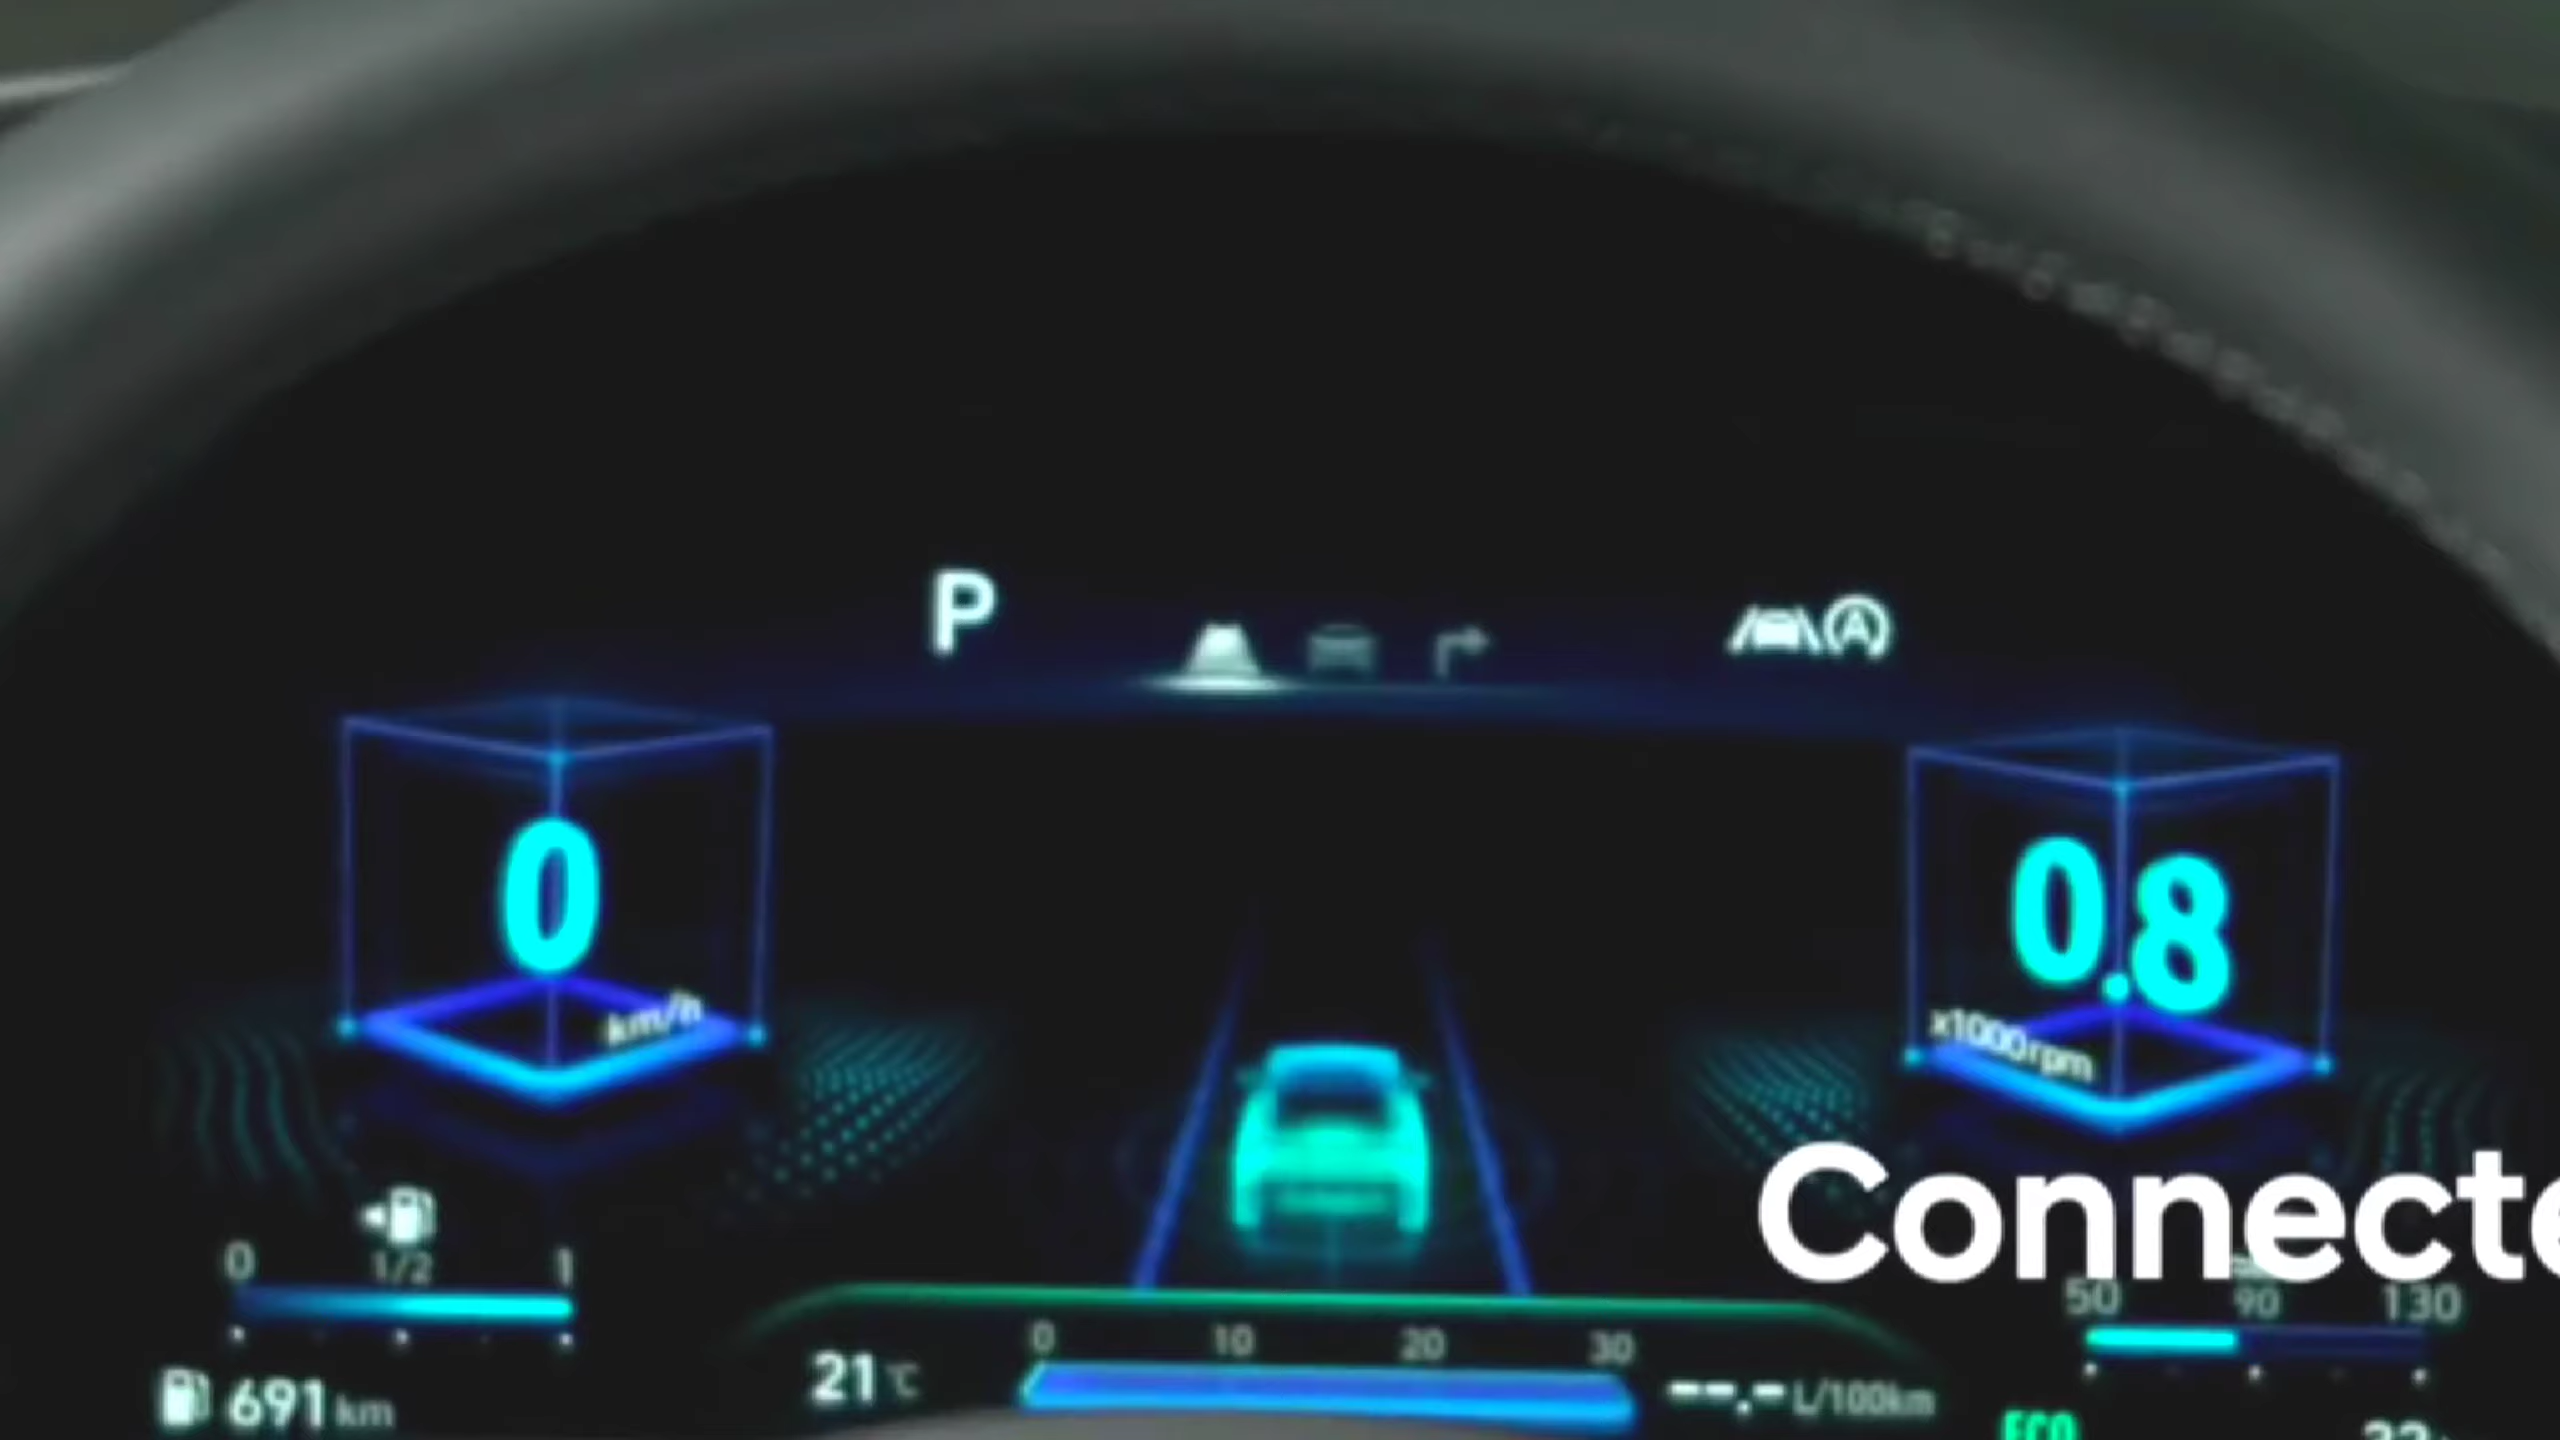 P
A
0
km/h
0.8
x1000rpm
Connecte
0 1/2 1
50 90 130
0 10 20 30
21℃
--.- L/100km
691 km
ECO